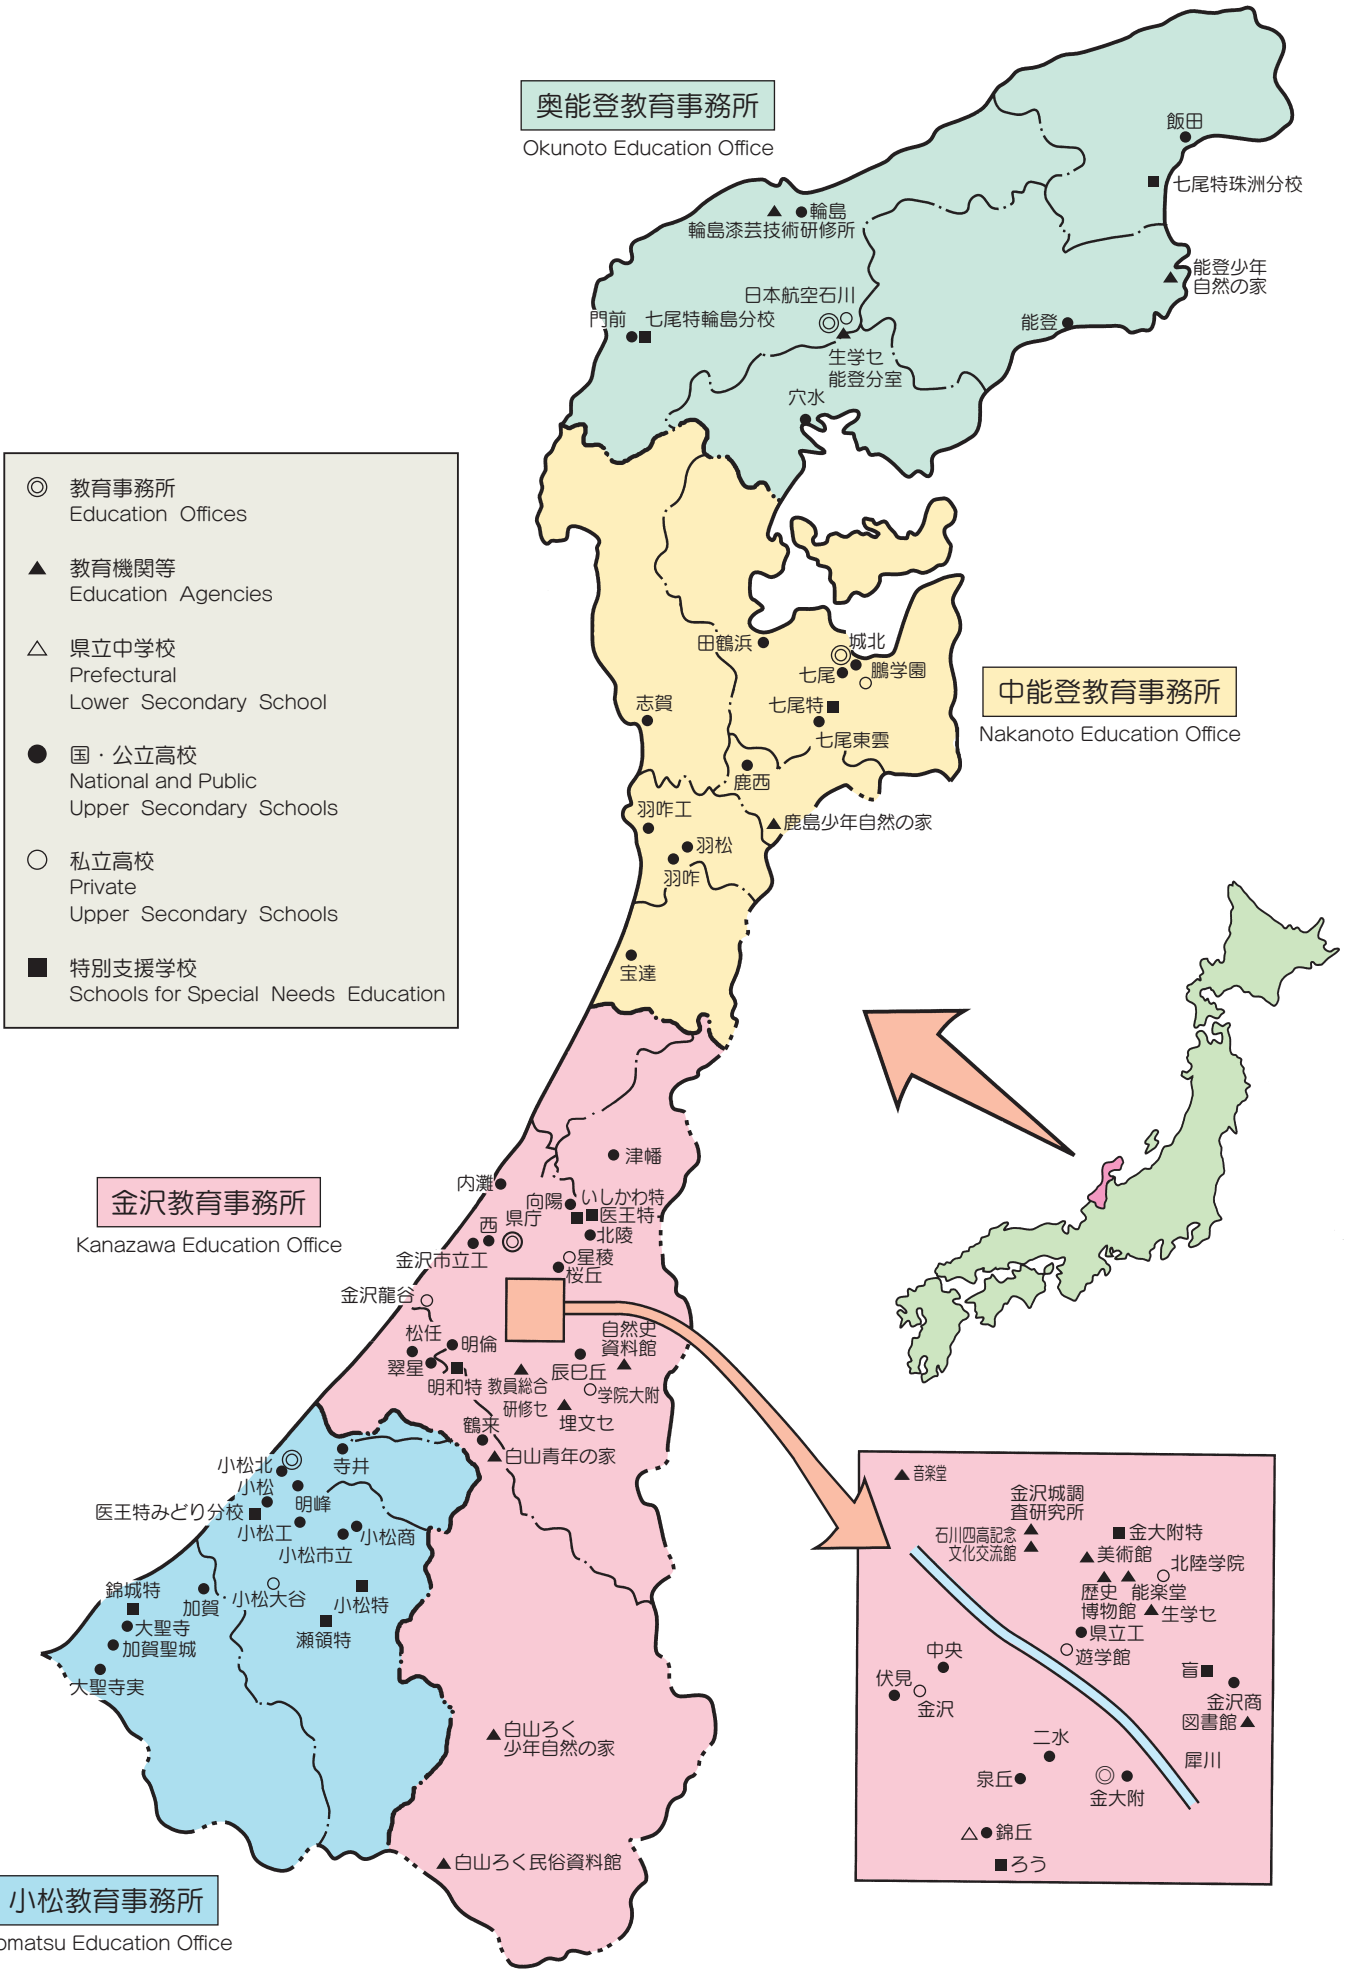 奥能登教育事務所
Okunoto Education Office
飯田
七尾特珠洲分校
輪島
輪島漆芸技術研修所
能登少年
自然の家
日本航空石川
門前
七尾特輪島分校
能登
生学セ
能登分室
穴水
教育事務所
Education Offices
教育機関等
Education Agencies
県立中学校
Prefectural
Lower Secondary School
国・公立高校
National and Public
Upper Secondary Schools
私立高校
Private
Upper Secondary Schools
特別支援学校
Schools for Special Needs Education
田鶴浜
城北
七尾
鵬学園
中能登教育事務所
Nakanoto Education Office
志賀
七尾特
七尾東雲
鹿西
羽咋工
鹿島少年自然の家
羽松
羽咋
宝達
津幡
内灘
金沢教育事務所
Kanazawa Education Office
向陽
いしかわ特
医王特
西
県庁
北陵
金沢市立工
星稜
桜丘
金沢龍谷
松任
明倫
自然史
資料館
翠星
辰巳丘
明和特
教員総合
研修セ
学院大附
埋文セ
鶴来
白山青年の家
小松北
寺井
小松
明峰
医王特みどり分校
小松工
小松商
小松市立
錦城特
加賀
小松大谷
小松特
大聖寺
瀬領特
加賀聖城
大聖寺実
白山ろく
少年自然の家
白山ろく民俗資料館
小松教育事務所
omatsu Education Office
音楽堂
金沢城調
査研究所
石川四高記念
文化交流館
金大附特
美術館
北陸学院
歴史
博物館
能楽堂
生学セ
県立工
遊学館
中央
伏見
金沢
盲
金沢商
図書館
二水
泉丘
犀川
金大附
錦丘
ろう